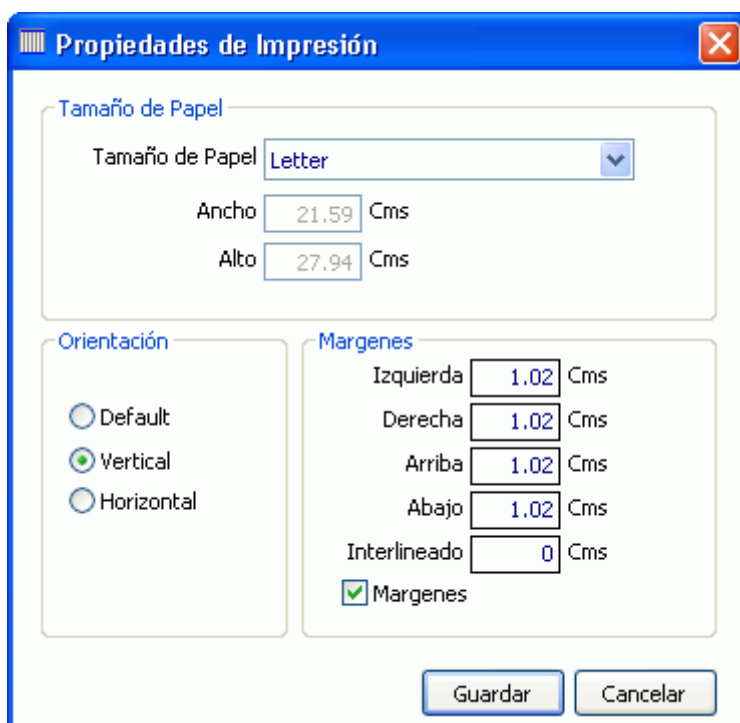 Propiedades de Impresión
Tamaño de Papel
Tamaño de Papel Letter
Ancho 21.59 Cms
Alto 27.94 Cms
Orientación
Default
Vertical
Horizontal
Margenes
Izquierda 1.02 Cms
Derecha 1.02 Cms
Arriba 1.02 Cms
Abajo 1.02 Cms
Interlineado 0 Cms
Margenes
Guardar Cancelar